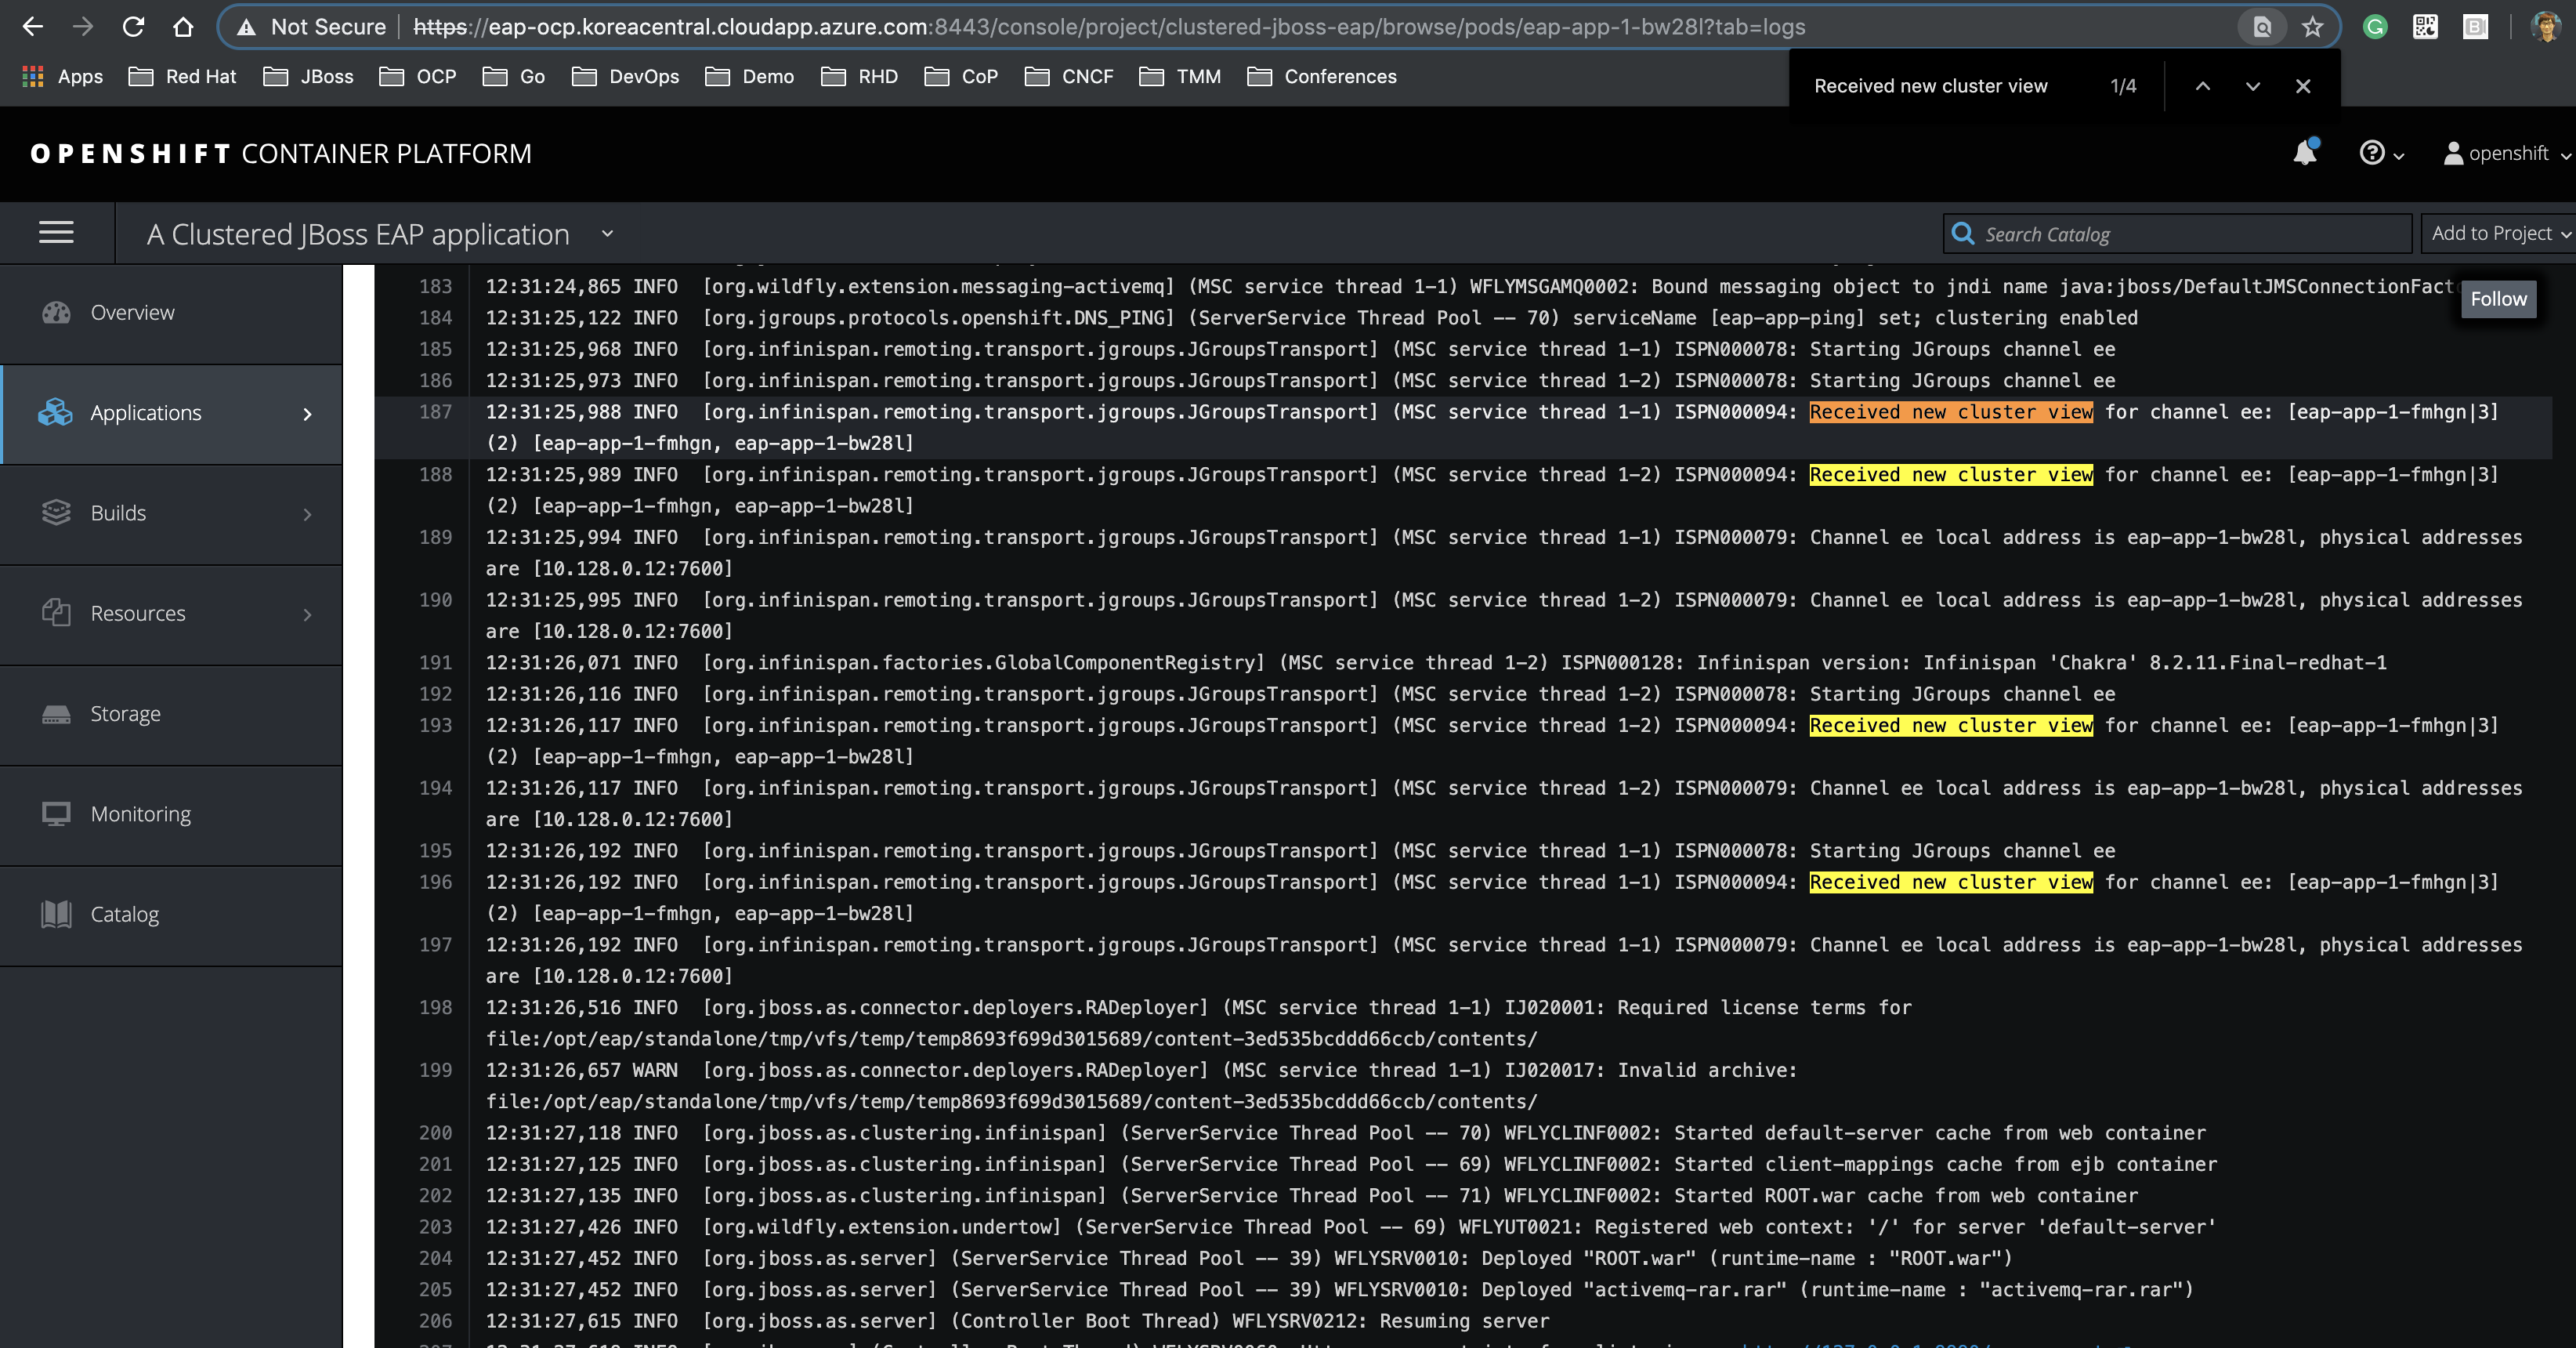 Not Secure https://eap-ocp.koreacentral.cloudapp.azure.com:8443/console/project/clustered-jboss-eap/browse/pods/eap-app-1-bw28l?tab=logs
Apps Red Hat JBoss OCP Go DevOps Demo RHD CoP CNCF TMM Conferences
Received new cluster view 1/4
OPENSHIFT CONTAINER PLATFORM
openshift
A Clustered JBoss EAP application
Search Catalog
Add to Project
Overview
Applications
Builds
Resources
Storage
Monitoring
Catalog
Follow
183 12:31:24,865 INFO [org.wildfly.extension.messaging-activemq] (MSC service thread 1-1) WFLYMSGAMQ0002: Bound messaging object to jndi name java:jboss/DefaultJMSConnectionFacto
184 12:31:25,122 INFO [org.jgroups.protocols.openshift.DNS_PING] (ServerService Thread Pool -- 70) serviceName [eap-app-ping] set; clustering enabled
185 12:31:25,968 INFO [org.infinispan.remoting.transport.jgroups.JGroupsTransport] (MSC service thread 1-1) ISPN000078: Starting JGroups channel ee
186 12:31:25,973 INFO [org.infinispan.remoting.transport.jgroups.JGroupsTransport] (MSC service thread 1-2) ISPN000078: Starting JGroups channel ee
187 12:31:25,988 INFO [org.infinispan.remoting.transport.jgroups.JGroupsTransport] (MSC service thread 1-1) ISPN000094: Received new cluster view for channel ee: [eap-app-1-fmhgn|3]
(2) [eap-app-1-fmhgn, eap-app-1-bw28l]
188 12:31:25,989 INFO [org.infinispan.remoting.transport.jgroups.JGroupsTransport] (MSC service thread 1-2) ISPN000094: Received new cluster view for channel ee: [eap-app-1-fmhgn|3]
(2) [eap-app-1-fmhgn, eap-app-1-bw28l]
189 12:31:25,994 INFO [org.infinispan.remoting.transport.jgroups.JGroupsTransport] (MSC service thread 1-1) ISPN000079: Channel ee local address is eap-app-1-bw28l, physical addresses
are [10.128.0.12:7600]
190 12:31:25,995 INFO [org.infinispan.remoting.transport.jgroups.JGroupsTransport] (MSC service thread 1-2) ISPN000079: Channel ee local address is eap-app-1-bw28l, physical addresses
are [10.128.0.12:7600]
191 12:31:26,071 INFO [org.infinispan.factories.GlobalComponentRegistry] (MSC service thread 1-2) ISPN000128: Infinispan version: Infinispan 'Chakra' 8.2.11.Final-redhat-1
192 12:31:26,116 INFO [org.infinispan.remoting.transport.jgroups.JGroupsTransport] (MSC service thread 1-2) ISPN000078: Starting JGroups channel ee
193 12:31:26,117 INFO [org.infinispan.remoting.transport.jgroups.JGroupsTransport] (MSC service thread 1-2) ISPN000094: Received new cluster view for channel ee: [eap-app-1-fmhgn|3]
(2) [eap-app-1-fmhgn, eap-app-1-bw28l]
194 12:31:26,117 INFO [org.infinispan.remoting.transport.jgroups.JGroupsTransport] (MSC service thread 1-2) ISPN000079: Channel ee local address is eap-app-1-bw28l, physical addresses
are [10.128.0.12:7600]
195 12:31:26,192 INFO [org.infinispan.remoting.transport.jgroups.JGroupsTransport] (MSC service thread 1-1) ISPN000078: Starting JGroups channel ee
196 12:31:26,192 INFO [org.infinispan.remoting.transport.jgroups.JGroupsTransport] (MSC service thread 1-1) ISPN000094: Received new cluster view for channel ee: [eap-app-1-fmhgn|3]
(2) [eap-app-1-fmhgn, eap-app-1-bw28l]
197 12:31:26,192 INFO [org.infinispan.remoting.transport.jgroups.JGroupsTransport] (MSC service thread 1-1) ISPN000079: Channel ee local address is eap-app-1-bw28l, physical addresses
are [10.128.0.12:7600]
198 12:31:26,516 INFO [org.jboss.as.connector.deployers.RADeployer] (MSC service thread 1-1) IJ020001: Required license terms for
file:/opt/eap/standalone/tmp/vfs/temp/temp8693f699d3015689/content-3ed535bcddd66ccb/contents/
199 12:31:26,657 WARN [org.jboss.as.connector.deployers.RADeployer] (MSC service thread 1-1) IJ020017: Invalid archive:
file:/opt/eap/standalone/tmp/vfs/temp/temp8693f699d3015689/content-3ed535bcddd66ccb/contents/
200 12:31:27,118 INFO [org.jboss.as.clustering.infinispan] (ServerService Thread Pool -- 70) WFLYCLINF0002: Started default-server cache from web container
201 12:31:27,125 INFO [org.jboss.as.clustering.infinispan] (ServerService Thread Pool -- 69) WFLYCLINF0002: Started client-mappings cache from ejb container
202 12:31:27,135 INFO [org.jboss.as.clustering.infinispan] (ServerService Thread Pool -- 71) WFLYCLINF0002: Started ROOT.war cache from web container
203 12:31:27,426 INFO [org.wildfly.extension.undertow] (ServerService Thread Pool -- 69) WFLYUT0021: Registered web context: '/' for server 'default-server'
204 12:31:27,452 INFO [org.jboss.as.server] (ServerService Thread Pool -- 39) WFLYSRV0010: Deployed "ROOT.war" (runtime-name : "ROOT.war")
205 12:31:27,452 INFO [org.jboss.as.server] (ServerService Thread Pool -- 39) WFLYSRV0010: Deployed "activemq-rar.rar" (runtime-name : "activemq-rar.rar")
206 12:31:27,615 INFO [org.jboss.as.server] (Controller Boot Thread) WFLYSRV0212: Resuming server